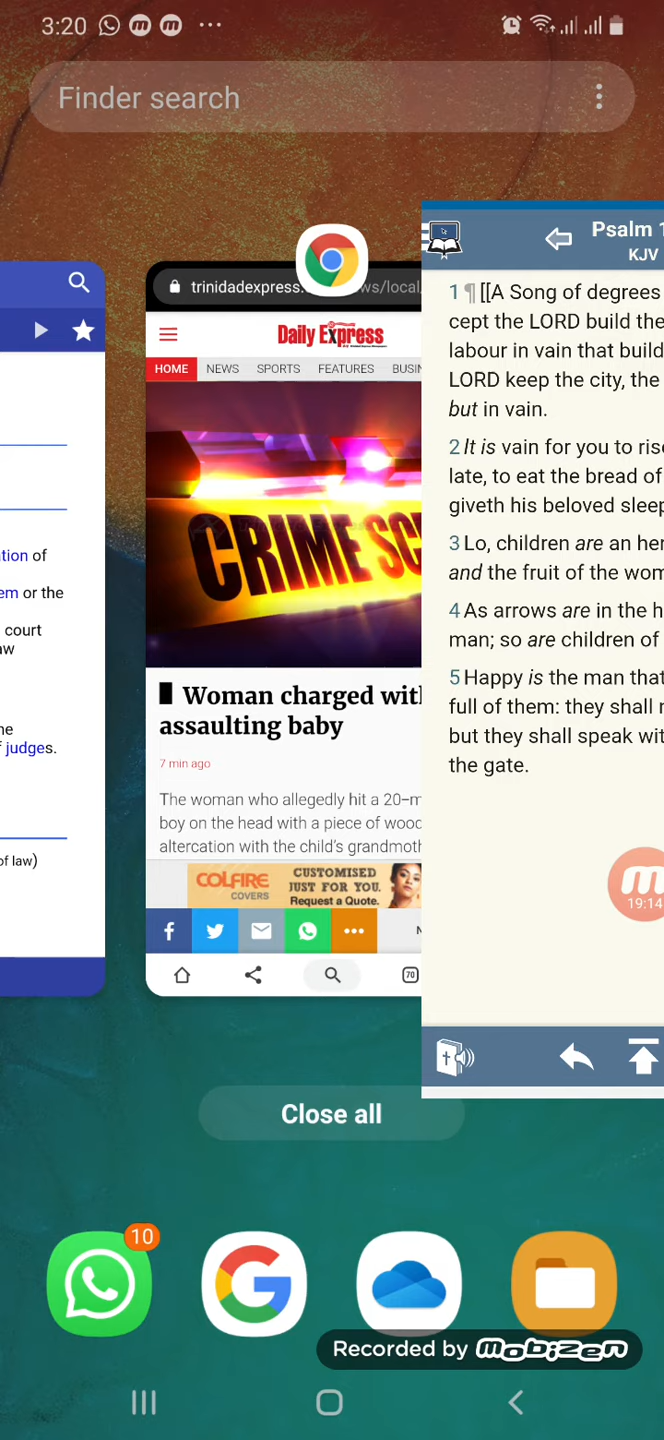 3:20
Finder search
trinidadexpress.
ws/local
Daily Express
HOME NEWS SPORTS FEATURES BUSIN
CRIME SC
Woman charged wit
assaulting baby
7 min ago
The woman who allegedly hit a 20-m
boy on the head with a piece of wood
altercation with the child's grandmoth
COLFIRE
COVERS
CUSTOMISED
JUST FOR YOU.
Request a Quote.
70
tion of
em or the
court
aw
ne
judges.
of law)
Psalm 1
KJV
1 ¶ [[A Song of degrees
cept the LORD build the
labour in vain that build
LORD keep the city, the
but in vain.
2 It is vain for you to rise
late, to eat the bread of
giveth his beloved sleep
3 Lo, children are an her
and the fruit of the wom
4 As arrows are in the h
man; so are children of
5 Happy is the man that
full of them: they shall
but they shall speak wit
the gate.
19:14
Close all
10
Recorded by mobizen